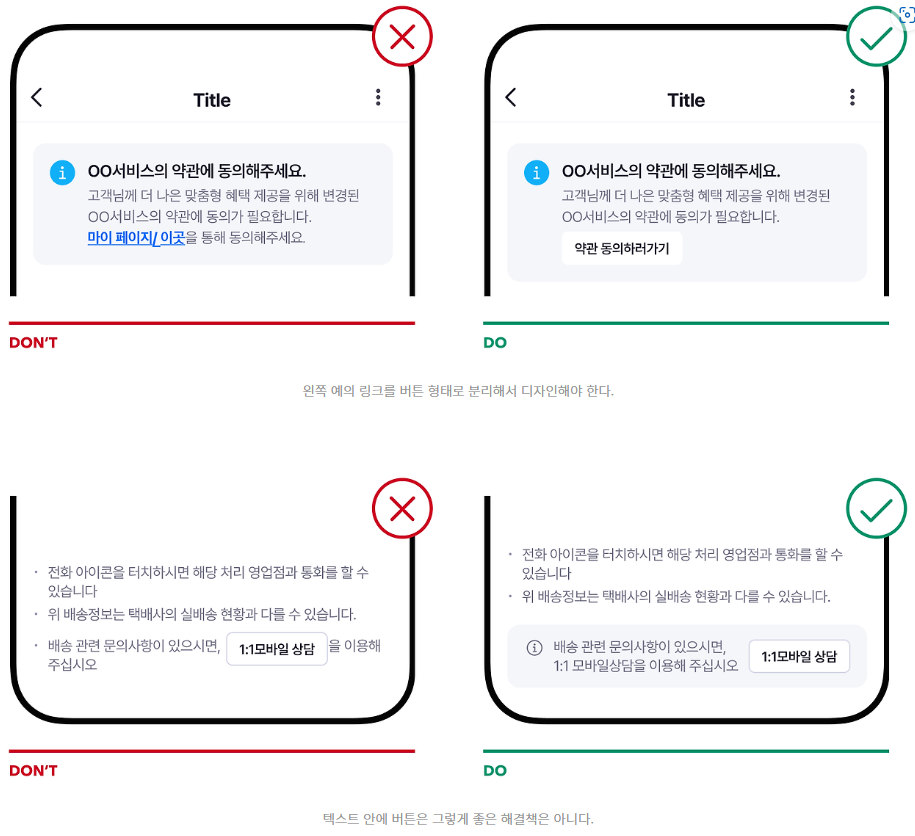 Title
OO서비스의 약관에 동의해주세요.
고객님께 더 나은 맞춤형 혜택 제공을 위해 변경된
OO서비스의 약관에 동의가 필요합니다.
마이 페이지/ 이곳을 통해 동의해주세요.
DON'T
Title
OO서비스의 약관에 동의해주세요.
고객님께 더 나은 맞춤형 혜택 제공을 위해 변경된
OO서비스의 약관에 동의가 필요합니다.
약관 동의하러가기
DO
왼쪽 예의 링크를 버튼 형태로 분리해서 디자인해야 한다.
· 전화 아이콘을 터치하시면 해당 처리 영업점과 통화를 할 수
있습니다
· 위 배송정보는 택배사의 실배송 현황과 다를 수 있습니다.
· 배송 관련 문의사항이 있으시면, 1:1모바일 상담 을 이용해
주십시오
DON'T
· 전화 아이콘을 터치하시면 해당 처리 영업점과 통화를 할 수
있습니다
· 위 배송정보는 택배사의 실배송 현황과 다를 수 있습니다.
배송 관련 문의사항이 있으시면,
1:1 모바일상담을 이용해 주십시오
1:1모바일 상담
DO
텍스트 안에 버튼은 그렇게 좋은 해결책은 아니다.